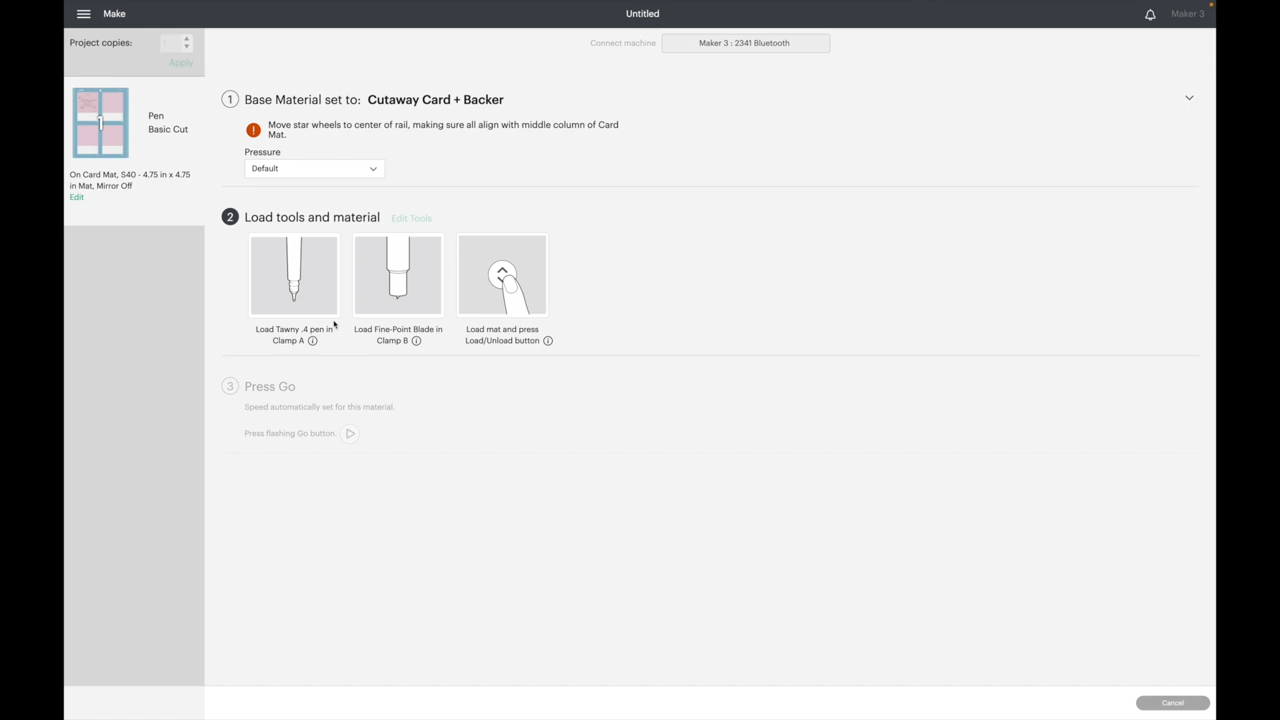 Make
Untitled
Maker 3
Project copies:
Apply
Connect machine
Maker 3 : 2341 Bluetooth
Pen
Basic Cut
On Card Mat, S40 - 4.75 in x 4.75
in Mat, Mirror Off
Edit
1 Base Material set to: Cutaway Card + Backer
! Move star wheels to center of rail, making sure all align with middle column of Card
Mat.
Pressure
Default
2 Load tools and material Edit Tools
Load Tawny .4 pen in
Clamp A
Load Fine-Point Blade in
Clamp B
Load mat and press
Load/Unload button
3 Press Go
Speed automatically set for this material.
Press flashing Go button.
Cancel